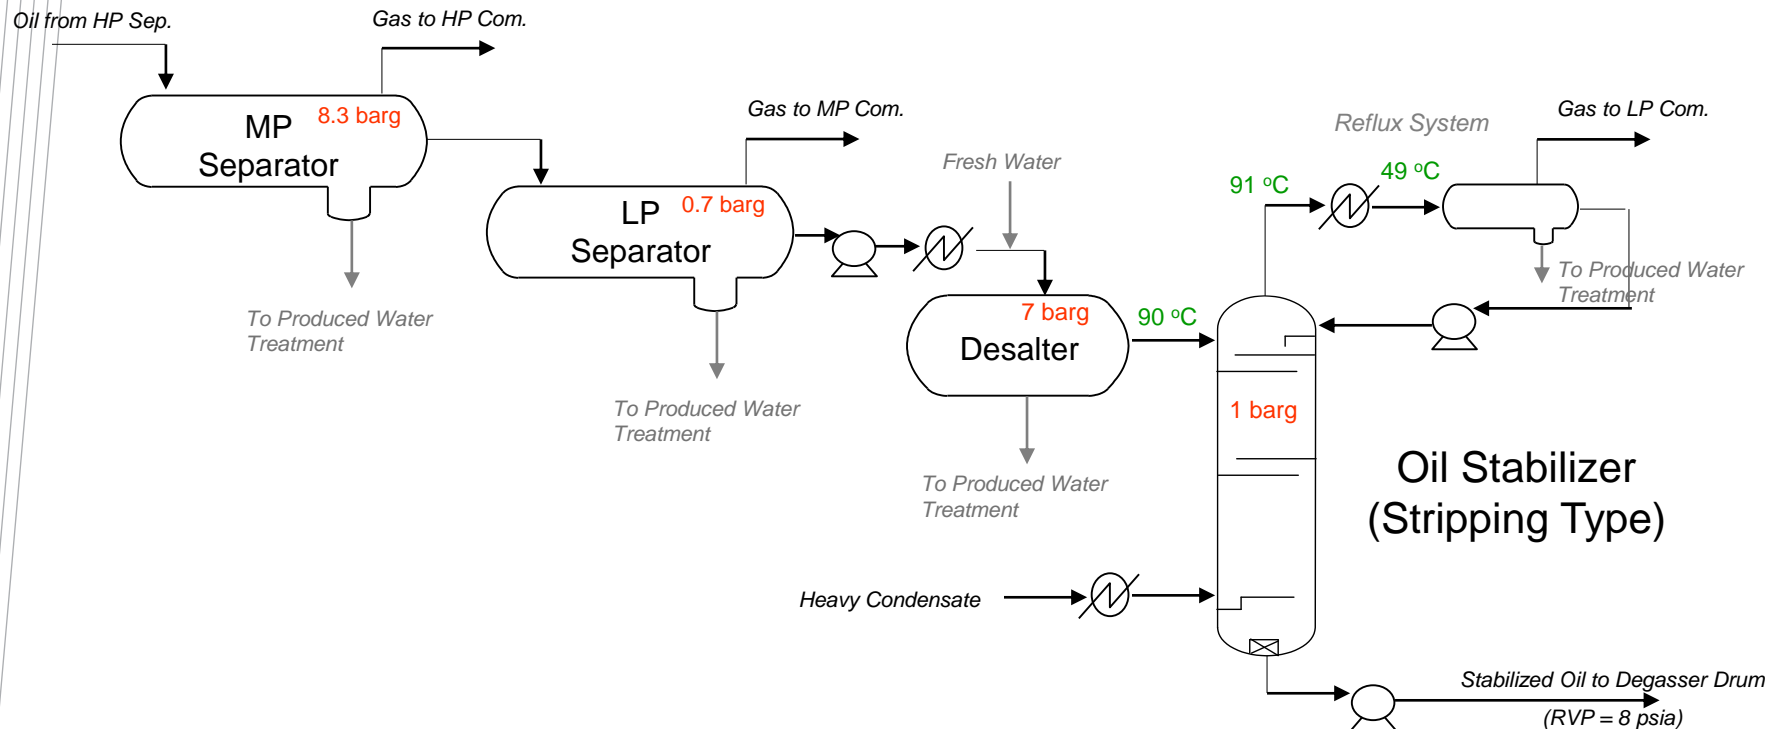 Oil from HP Sep.
Gas to HP Com.
MP
Separator
8.3 barg
Gas to MP Com.
Gas to LP Com.
Reflux System
Fresh Water
91 °C
49 °C
LP
Separator
0.7 barg
To Produced Water
Treatment
To Produced Water
Treatment
7 barg
Desalter
90 °C
To Produced Water
Treatment
1 barg
Oil Stabilizer
(Stripping Type)
To Produced Water
Treatment
Heavy Condensate
Stabilized Oil to Degasser Drum
(RVP = 8 psia)